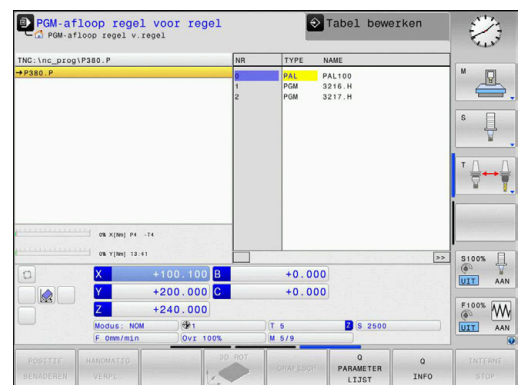 PGM-afloop regel voor regel
PGM-afloop regel v.regel
Tabel bewerken
TNC:\nc_prog\P380.P
→P380.P
NR TYPE NAME
0 PAL PAL100
1 PGM 3216.H
2 PGM 3217.H
0% X[Nm] P4 -T4
0% Y[Nm] 13:41
>>
X +100.100 B +0.000
Y +200.000 C +0.000
Z +240.000
Modus: NOM 1 T 5 Z S 2500
F 0mm/min Ovr 100% M 5/9
M
S
T
S100%
UIT AAN
F100%
UIT AAN
POSITIE BENADEREN
HANDMATIG VERPL.
3D ROT
GRAFISCH
Q PARAMETER LIJST
Q INFO
INTERNE STOP